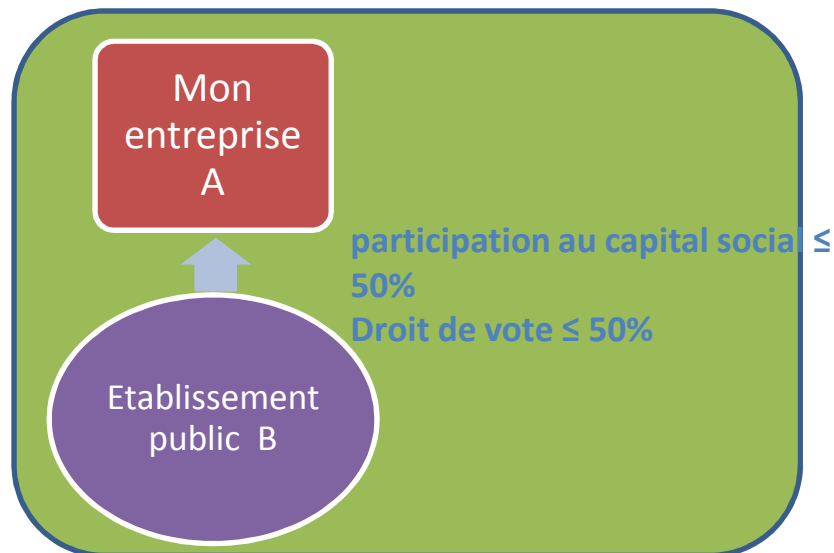 Mon
entreprise
A
participation au capital social ≤
50%
Droit de vote ≤ 50%
Etablissement
public B